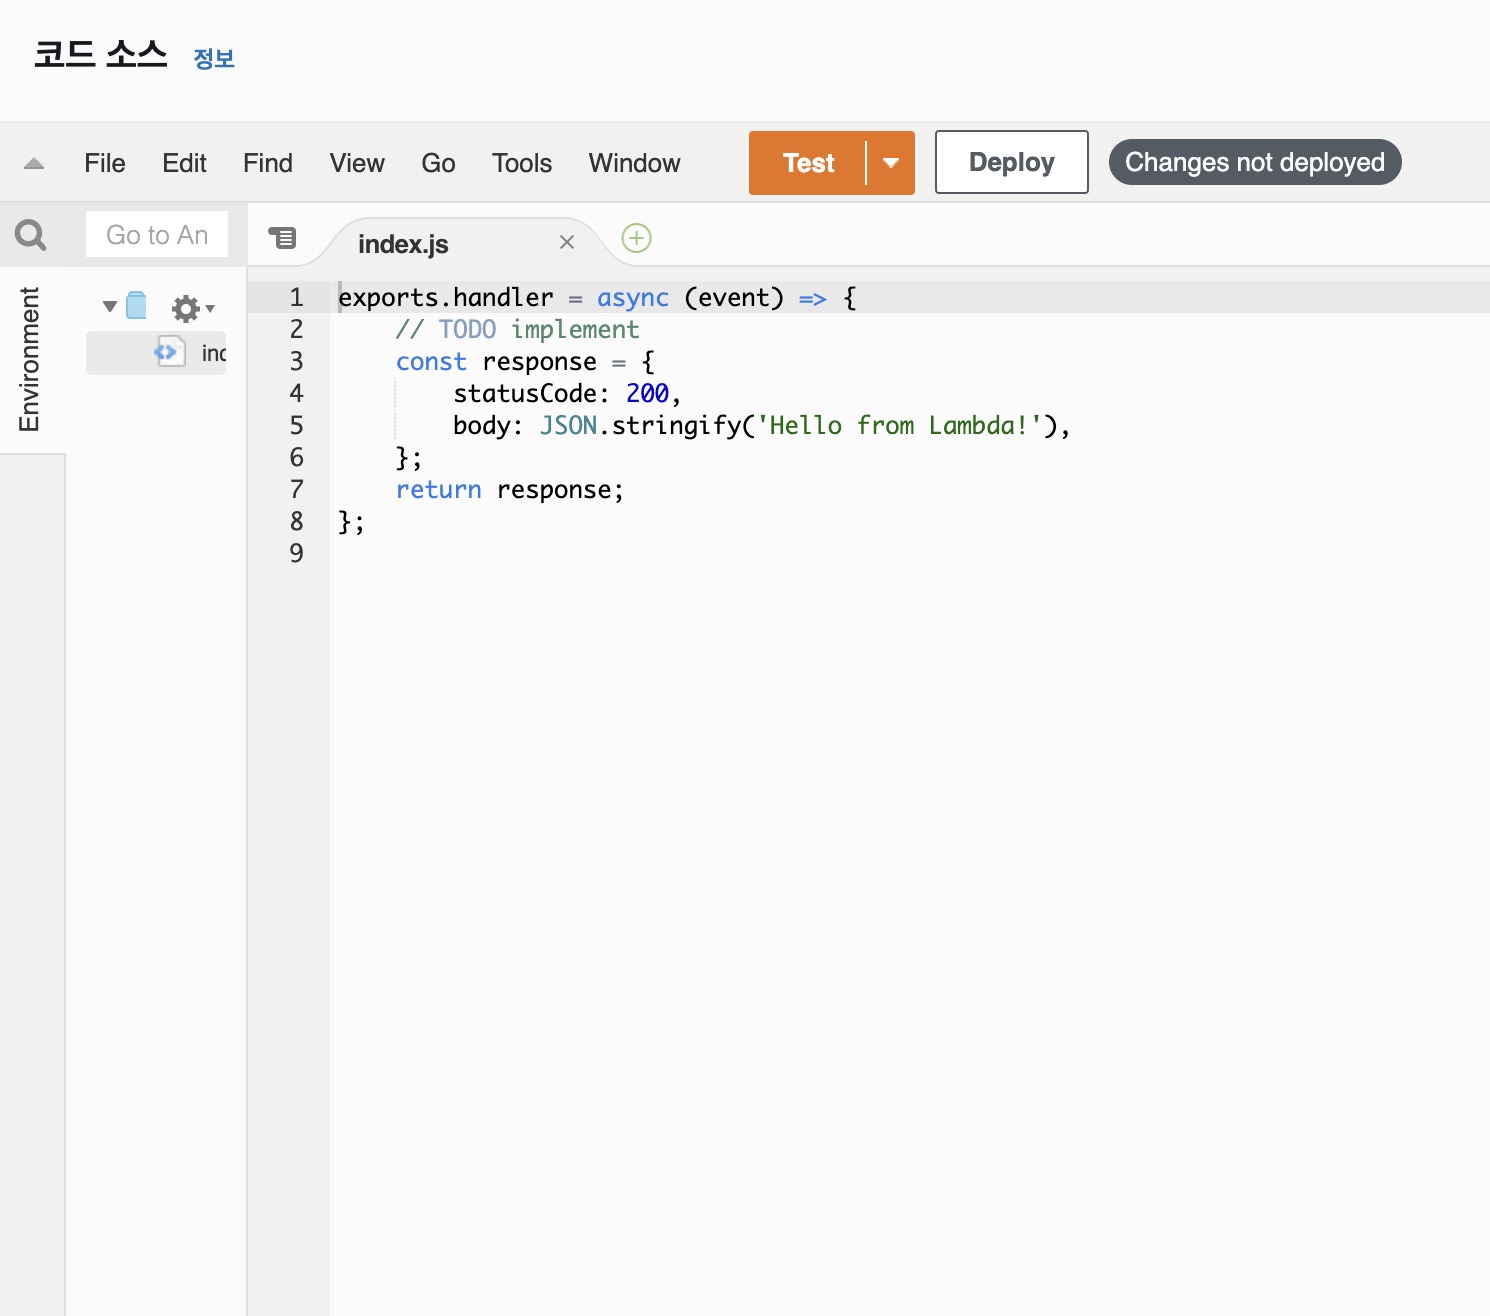 코드 소스 정보
File Edit Find View Go Tools Window Test Deploy Changes not deployed
Go to An
index.js
Environment
inc
1 exports.handler = async (event) => {
2 // TODO implement
3 const response = {
4 statusCode: 200,
5 body: JSON.stringify('Hello from Lambda!'),
6 };
7 return response;
8 };
9